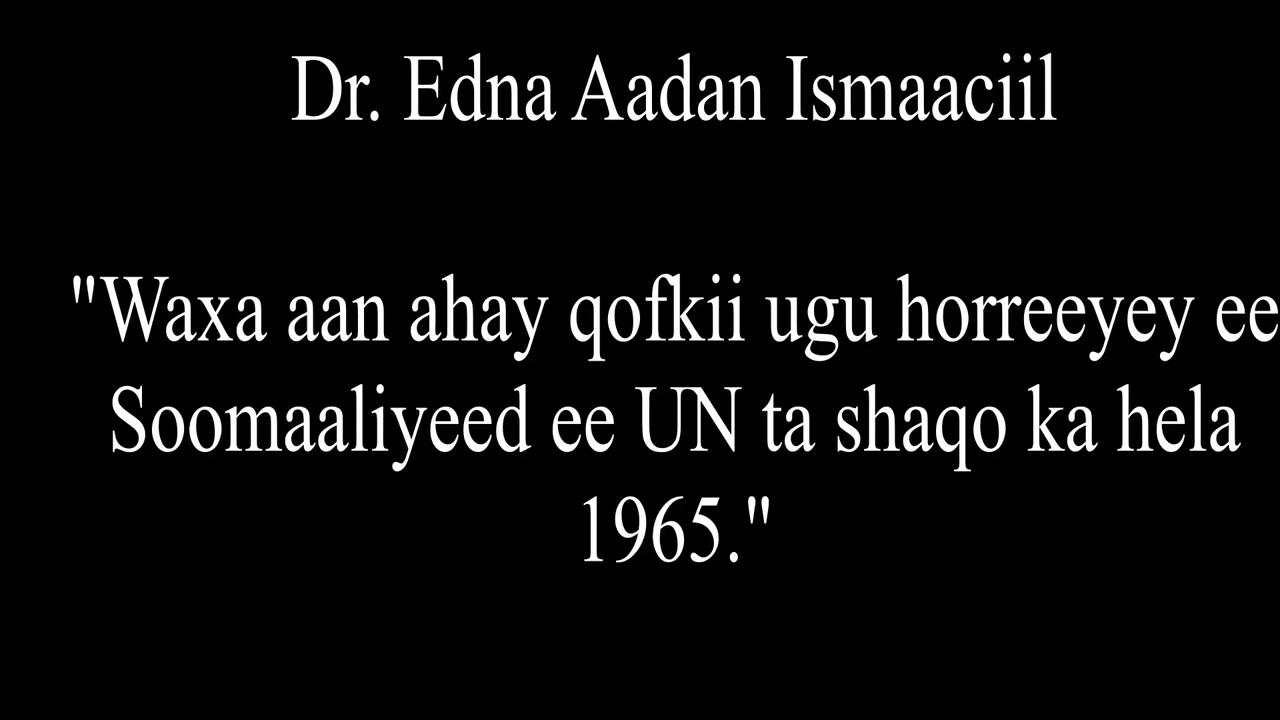 Dr. Edna Aadan Ismaaciil
"Waxa aan ahay qofkii ugu horreeyey ee
Soomaaliyeed ee UN ta shaqo ka hela
1965."